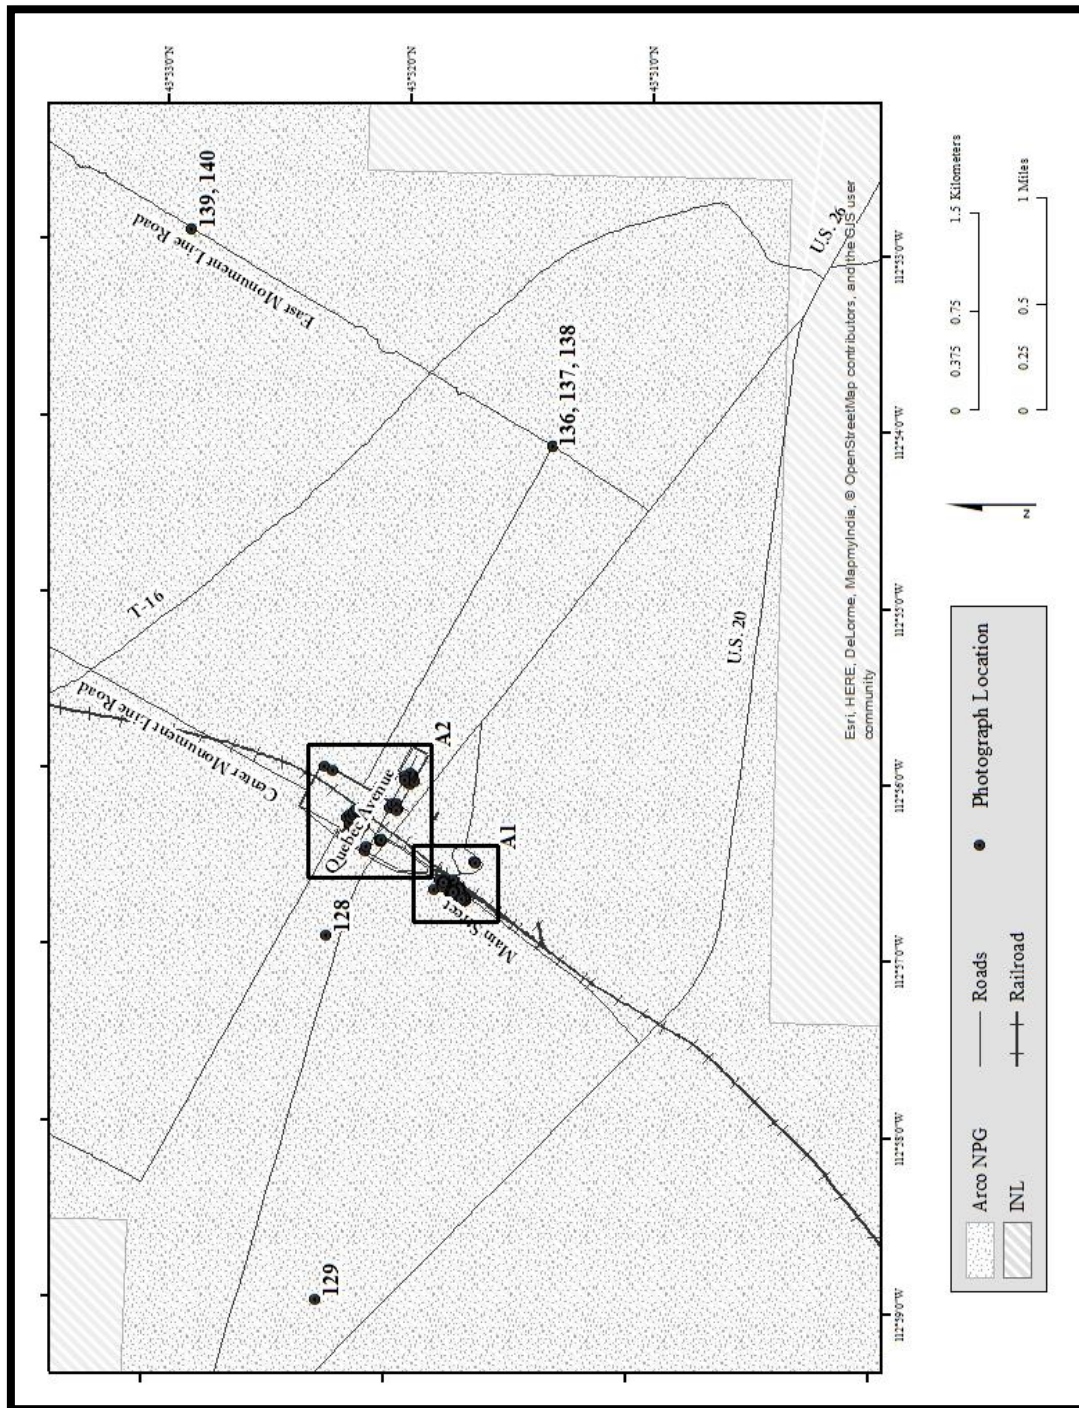 139, 140
East Monument Line Road
T-16
Center Monument Line Road
136, 137, 138
128
129
Quebec Avenue
A2
A1
Main Street
U.S. 20
U.S. 26
43°33'0"N
43°32'0"N
43°31'0"N
Esri, HERE, DeLorme, MapmyIndia, © OpenStreetMap contributors, and the GIS user
community
112°59'0"W
112°58'0"W
112°57'0"W
112°56'0"W
112°55'0"W
112°54'0"W
112°53'0"W
Arco NPG
INL
Roads
Railroad
Photograph Location
N
0 0.375 0.75 1.5 Kilometers
0 0.25 0.5 1 Miles